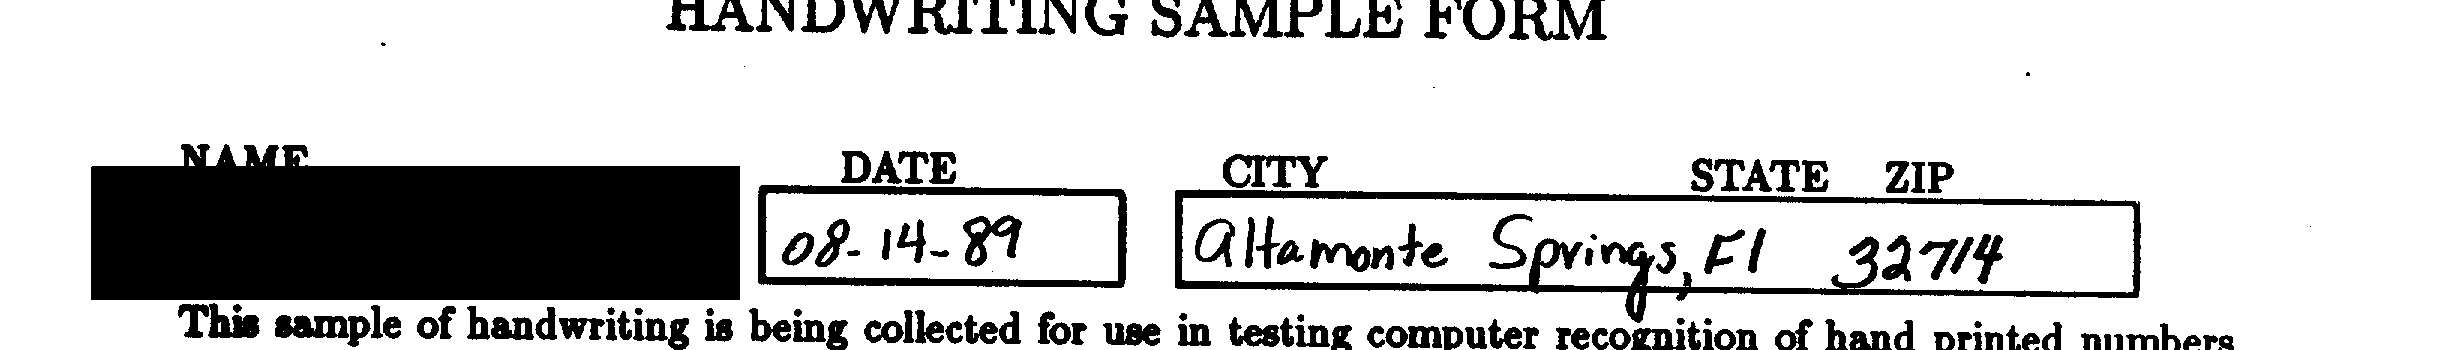 HANDWRITING SAMPLE FORM
NAME DATE CITY STATE ZIP
08-14-89 Altamonte Springs, Fl 32714
This sample of handwriting is being collected for use in testing computer recognition of hand printed numbers